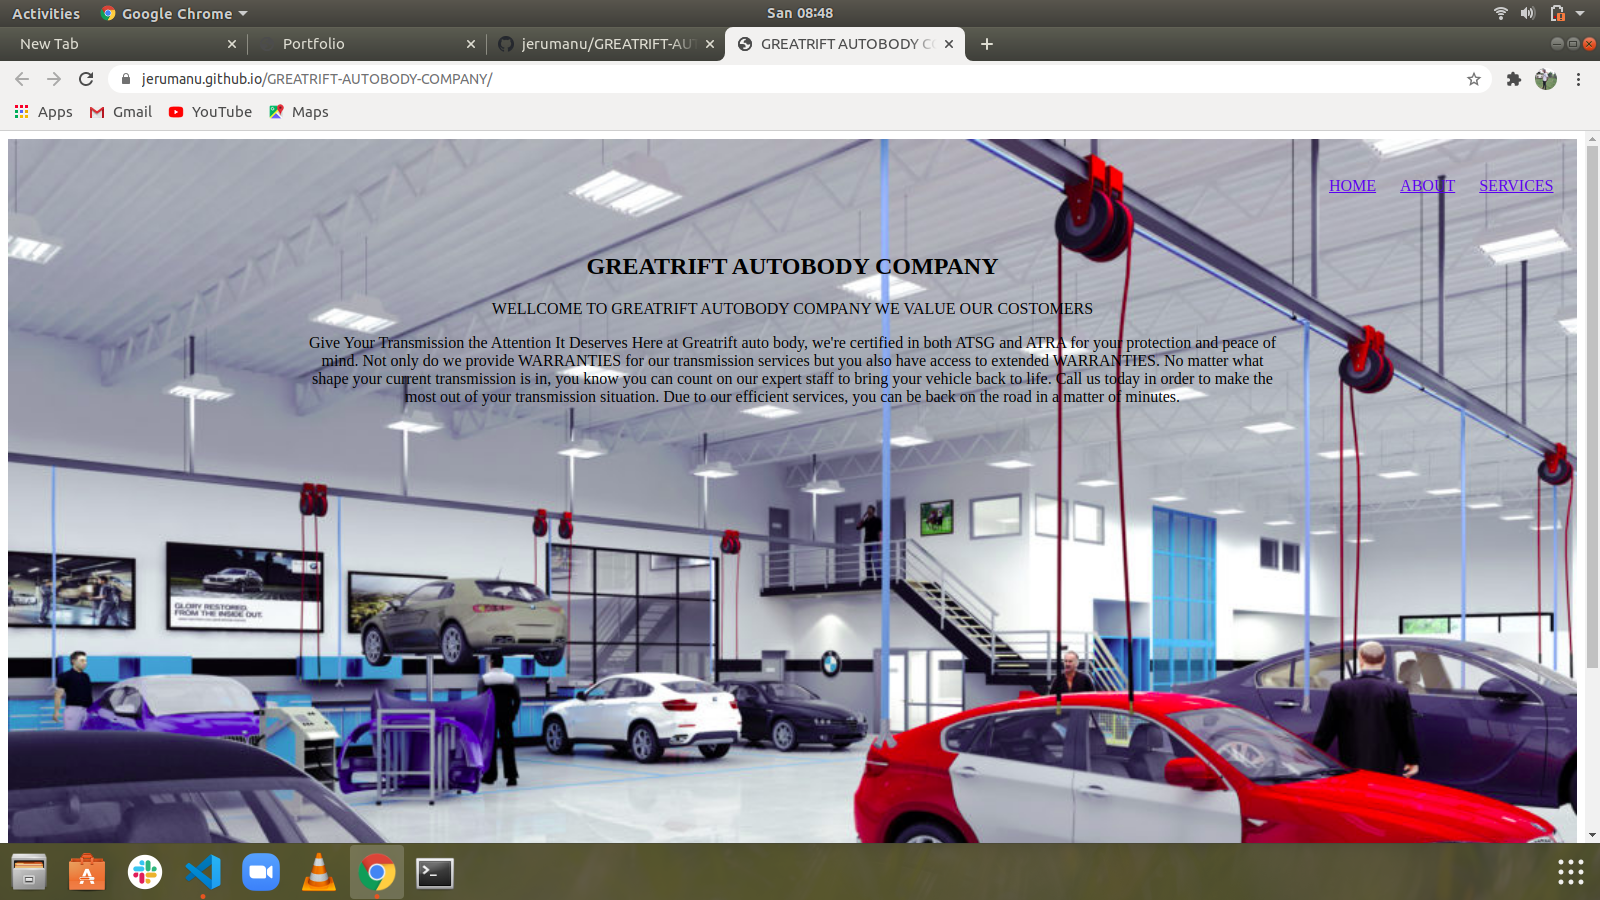 Activities
Google Chrome
San 08:48
New Tab
Portfolio
jerumanu/GREATRIFT-AUT
GREATRIFT AUTOBODY CO
jerumanu.github.io/GREATRIFT-AUTOBODY-COMPANY/
Apps
Gmail
YouTube
Maps
HOME
ABOUT
SERVICES
GREATRIFT AUTOBODY COMPANY
WELLCOME TO GREATRIFT AUTOBODY COMPANY WE VALUE OUR COSTOMERS
Give Your Transmission the Attention It Deserves Here at Greatrift auto body, we're certified in both ATSG and ATRA for your protection and peace of
mind. Not only do we provide WARRANTIES for our transmission services but you also have access to extended WARRANTIES. No matter what
shape your current transmission is in, you know you can count on our expert staff to bring your vehicle back to life. Call us today in order to make the
most out of your transmission situation. Due to our efficient services, you can be back on the road in a matter of minutes.
GLORY RESTORED.
FROM THE INSIDE OUT.